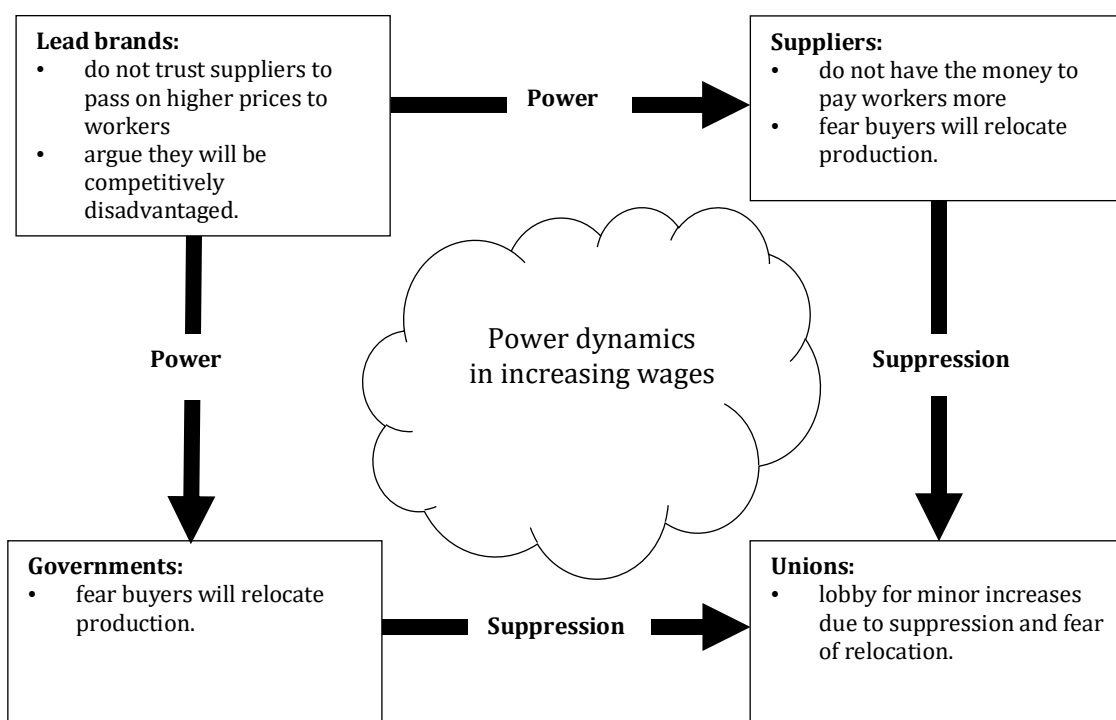 Lead brands:
• do not trust suppliers to
pass on higher prices to
workers
• argue they will be
competitively
disadvantaged.
Power
Suppliers:
• do not have the money to
pay workers more
• fear buyers will relocate
production.
Power dynamics
in increasing wages
Power
Suppression
Governments:
• fear buyers will relocate
production.
Suppression
Unions:
• lobby for minor increases
due to suppression and fear
of relocation.